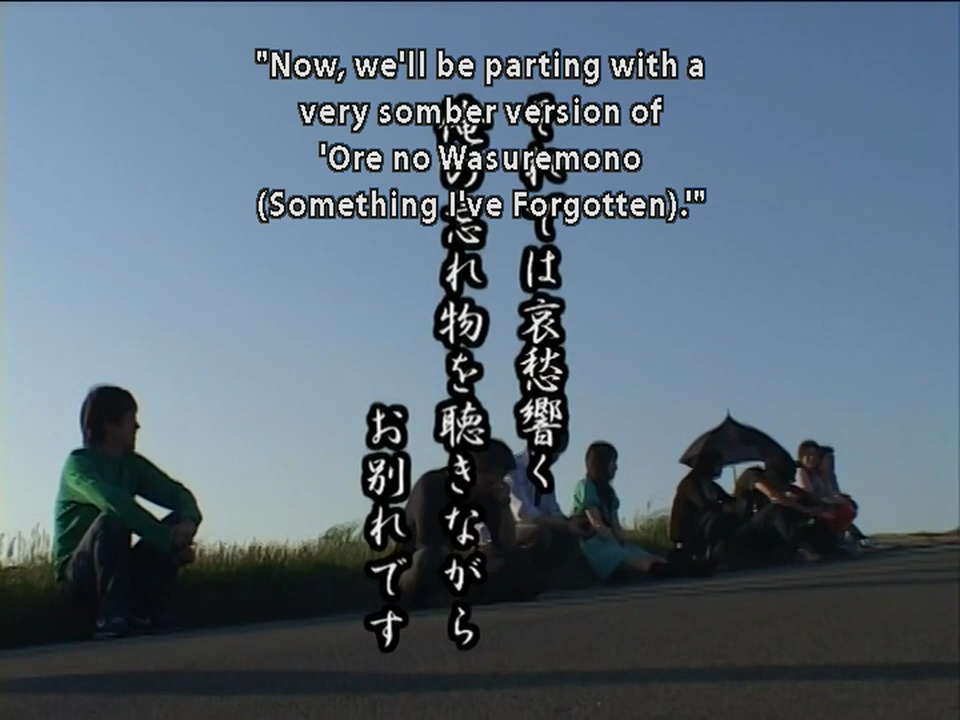 "Now, we'll be parting with a
very somber version of
'Ore no Wasuremono
(Something I've Forgotten).'"
それでは哀愁響く
俺の忘れ物を聴きながら
お別れです